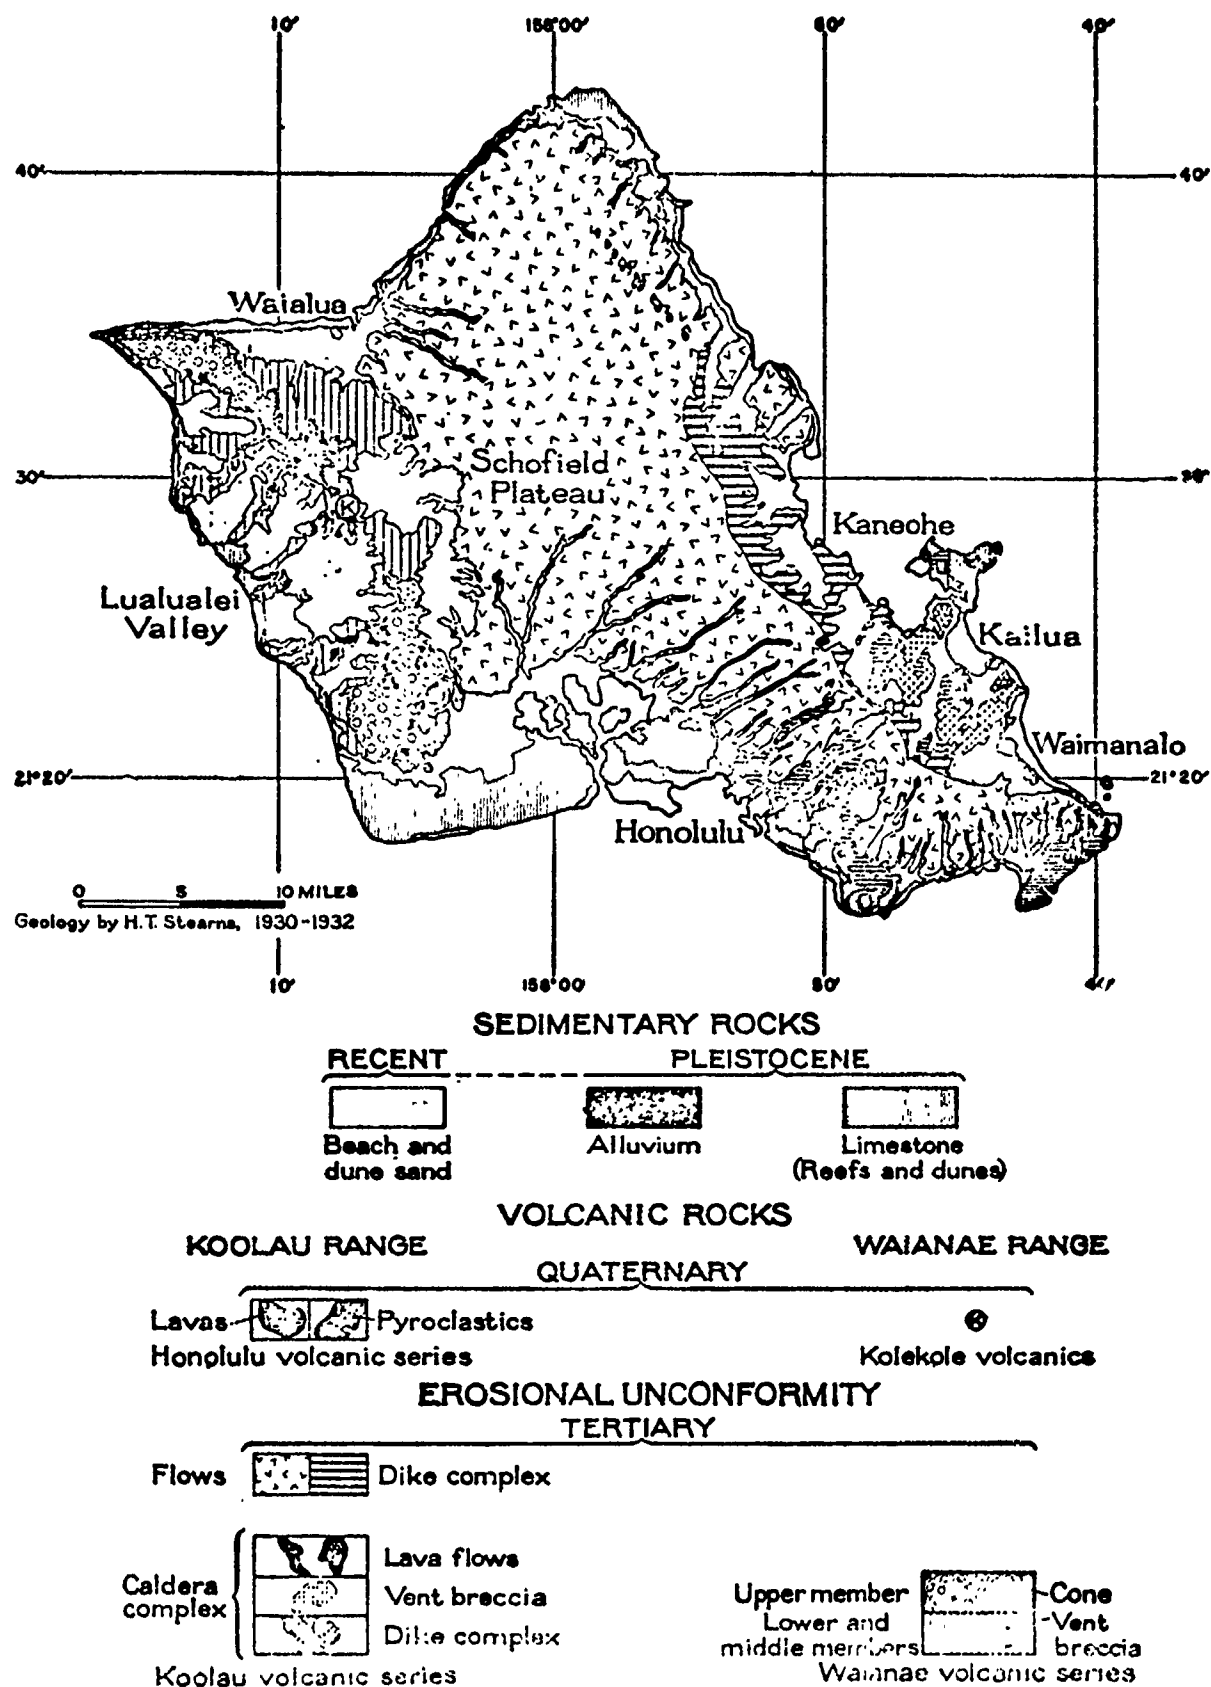 10' 158°00' 50' 40'
40' 40'
Waialua
Schofield
Plateau
30' 30'
Kaneohe
Lualualei
Valley
Kailua
Waimanalo
21°20' 21°20'
Honolulu
K
0 5 10 MILES
Geology by H.T. Stearns, 1930-1932
10' 158°00' 50' 40'
SEDIMENTARY ROCKS
RECENT PLEISTOCENE
Beach and Alluvium Limestone
dune sand (Reefs and dunes)
VOLCANIC ROCKS
KOOLAU RANGE WAIANAE RANGE
QUATERNARY
Lavas Pyroclastics K
Honolulu volcanic series Kolekole volcanics
EROSIONAL UNCONFORMITY
TERTIARY
Flows Dike complex
Lava flows
Caldera Vent breccia Upper member Cone
complex Lower and Vent
Dike complex middle members breccia
Koolau volcanic series Waianae volcanic series